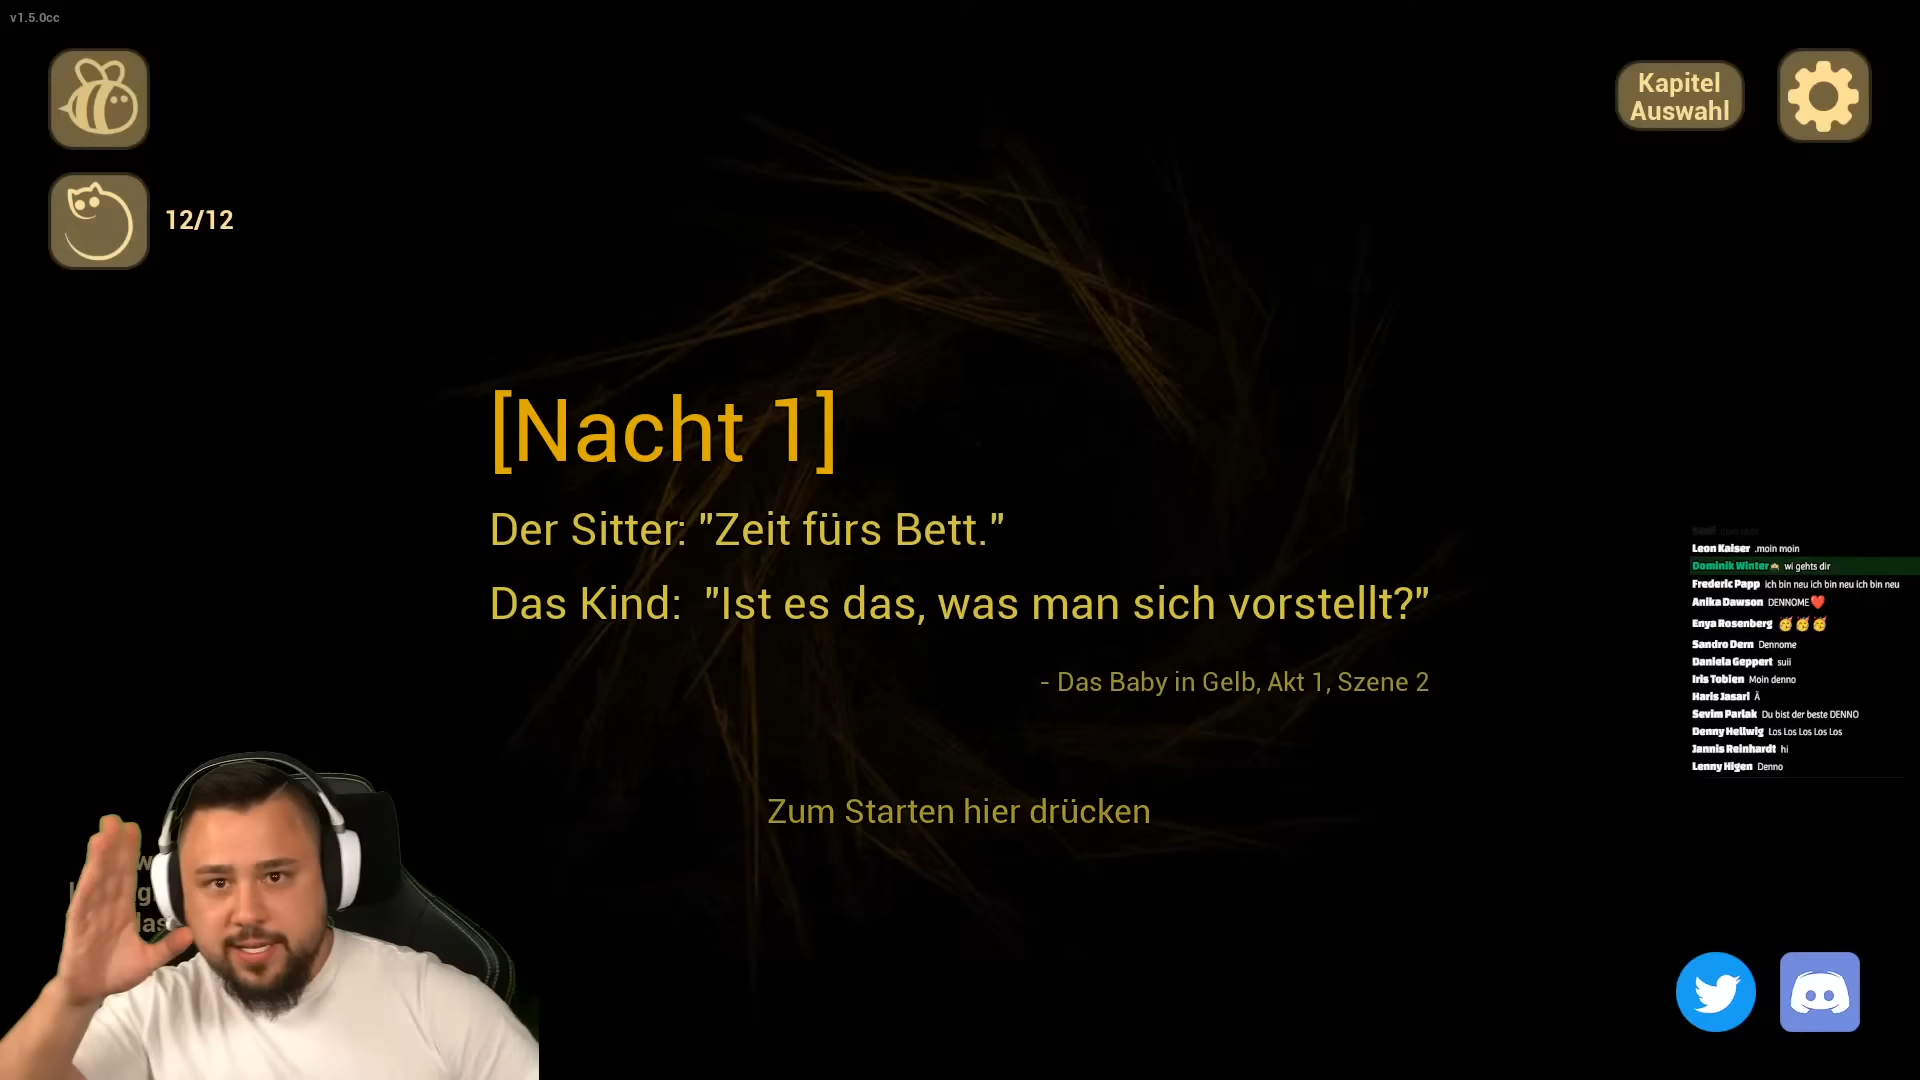 v1.5.0cc
Kapitel
Auswahl
12/12
[Nacht 1]
Der Sitter: "Zeit fürs Bett."
Das Kind: "Ist es das, was man sich vorstellt?"
- Das Baby in Gelb, Akt 1, Szene 2
Zum Starten hier drücken
Leon Kaiser .moin moin
Dominik Winter wi gehts dir
Frederic Papp ich bin neu ich bin neu ich bin neu
Anika Dawson DENNOME❤️
Enya Rosenberg 🥳🥳🥳
Sandro Dern Dennome
Daniela Geppert suii
Iris Tobien Moin denno
Haris Jasari Ã
Sevim Parlak Du bist der beste DENNO
Denny Hellwig Los Los Los Los Los
Jannis Reinhardt hi
Lenny Higen Denno